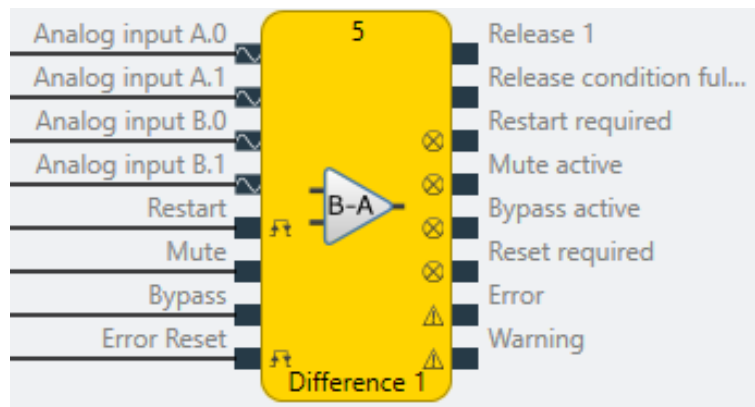 5
Analog input A.0
Analog input A.1
Analog input B.0
Analog input B.1
Restart
Mute
Bypass
Error Reset
B-A
Release 1
Release condition ful...
Restart required
Mute active
Bypass active
Reset required
Error
Warning
Difference 1